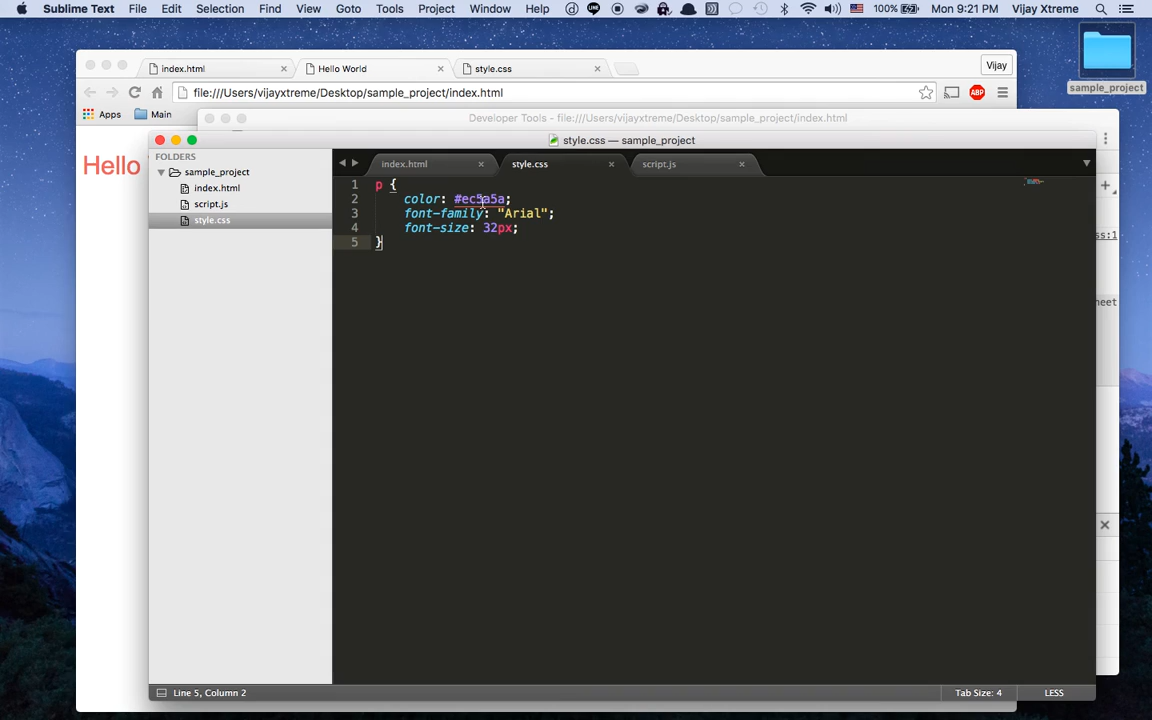 Sublime Text File Edit Selection Find View Goto Tools Project Window Help 100% Mon 9:21 PM Vijay Xtreme
sample_project
index.html Hello World style.css Vijay
file:///Users/vijayxtreme/Desktop/sample_project/index.html ABP
Apps Main
Developer Tools - file:///Users/vijayxtreme/Desktop/sample_project/index.html
Hello
style.css — sample_project
FOLDERS
sample_project
index.html
script.js
style.css
index.html style.css script.js
1 p {
2 color: #ec5a5a;
3 font-family: "Arial";
4 font-size: 32px;
5 }
ss:1
heet
Line 5, Column 2 Tab Size: 4 LESS